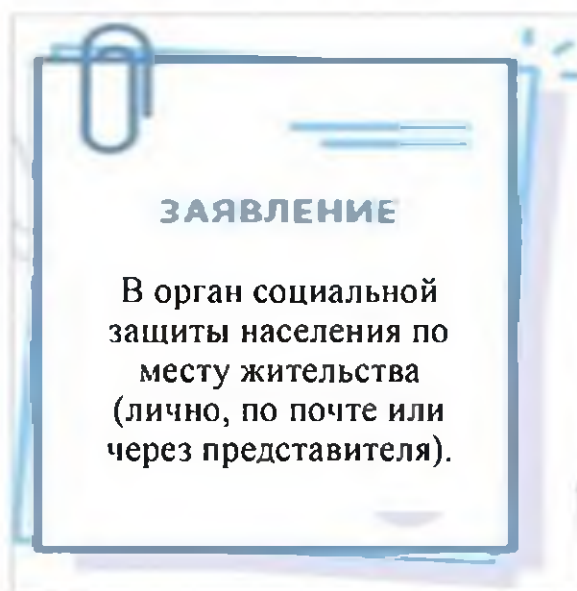 ЗАЯВЛЕНИЕ
В орган социальной
защиты населения по
месту жительства
(лично, по почте или
через представителя).